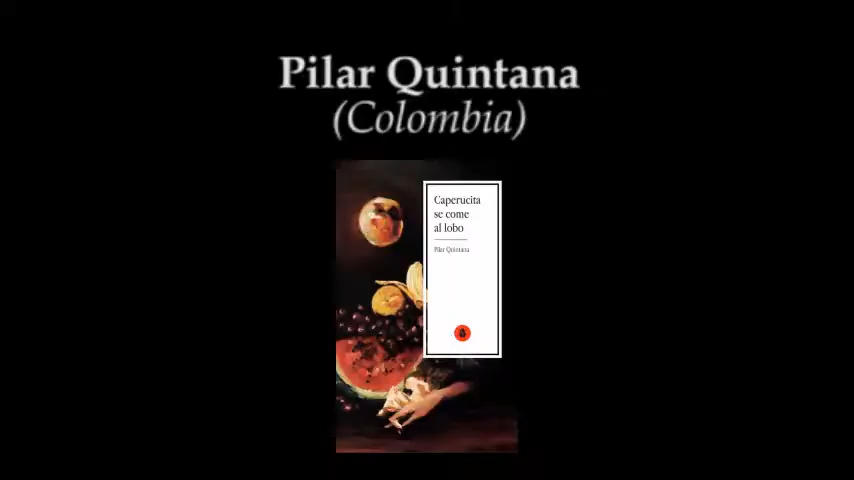 Pilar Quintana
(Colombia)
Caperucita
se come
al lobo
Pilar Quintana